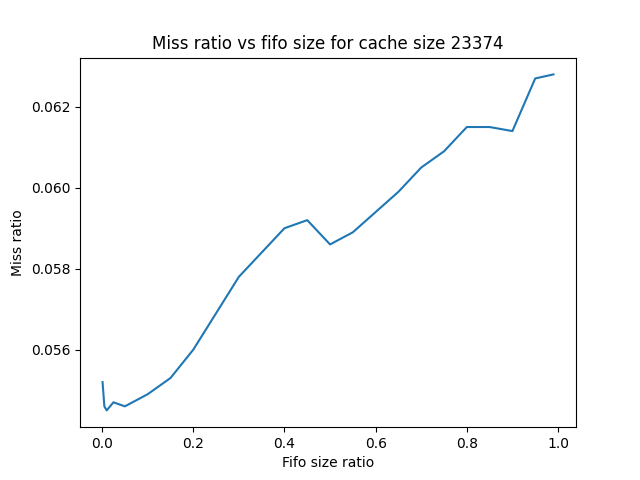 Miss ratio vs fifo size for cache size 23374
0.062
0.060
0.058
0.056
Miss ratio
0.0 0.2 0.4 0.6 0.8 1.0
Fifo size ratio